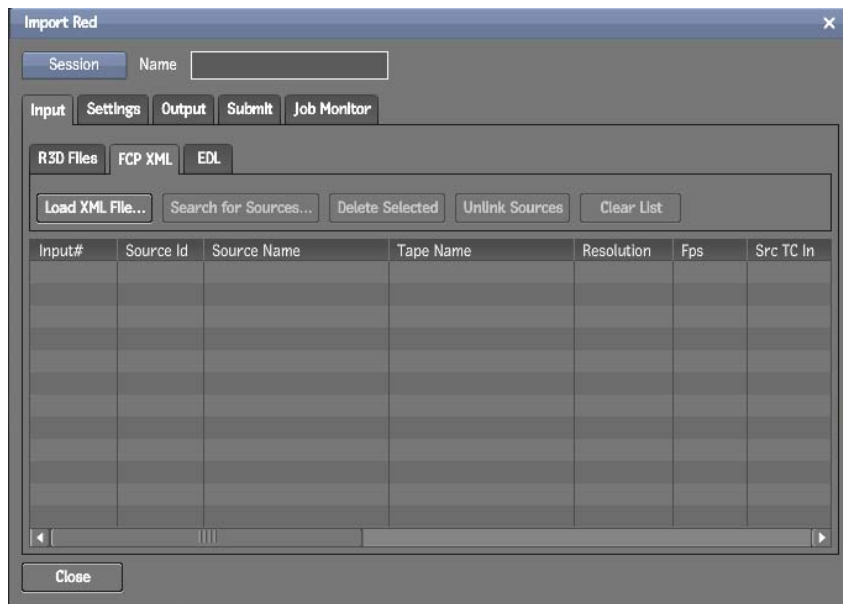 Import Red
Session Name
Input Settings Output Submit Job Monitor
R3D Files FCP XML EDL
Load XML File... Search for Sources... Delete Selected Unlink Sources Clear List
Input# Source Id Source Name Tape Name Resolution Fps Src TC In
Close